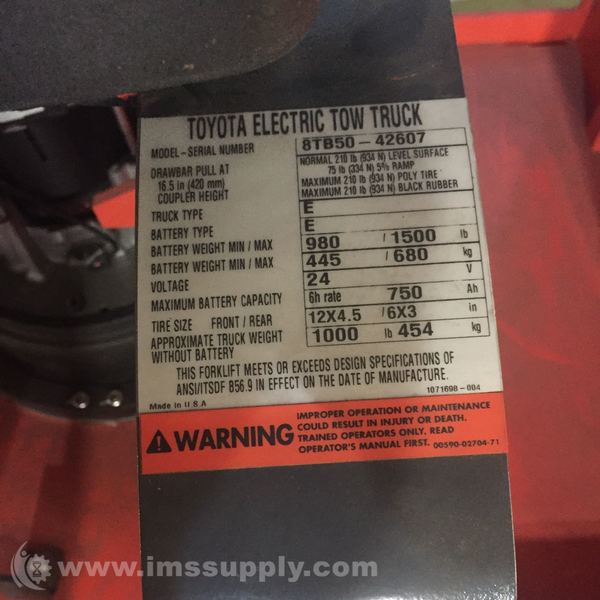 TOYOTA ELECTRIC TOW TRUCK
MODEL-SERIAL NUMBER 8TB50-42607
DRAWBAR PULL AT NORMAL 210 lb (934 N) LEVEL SURFACE
16.5 in (420 mm) 75 lb (334 N) 5% RAMP
COUPLER HEIGHT MAXIMUM 210 lb (934 N) POLY TIRE
MAXIMUM 210 lb (934 N) BLACK RUBBER
TRUCK TYPE E
BATTERY TYPE E
BATTERY WEIGHT MIN / MAX 980 / 1500 lb
BATTERY WEIGHT MIN / MAX 445 / 680 kg
VOLTAGE 24 V
MAXIMUM BATTERY CAPACITY 6h rate 750 Ah
TIRE SIZE FRONT / REAR 12X4.5 / 6X3 in
APPROXIMATE TRUCK WEIGHT 1000 lb 454 kg
WITHOUT BATTERY
THIS FORKLIFT MEETS OR EXCEEDS DESIGN SPECIFICATIONS OF
ANSI/ITSDF B56.9 IN EFFECT ON THE DATE OF MANUFACTURE.
Made in U S A 1071698-004
WARNING
IMPROPER OPERATION OR MAINTENANCE
COULD RESULT IN INJURY OR DEATH.
TRAINED OPERATORS ONLY. READ
OPERATOR'S MANUAL FIRST. 00590-02704-71
www.imssupply.com